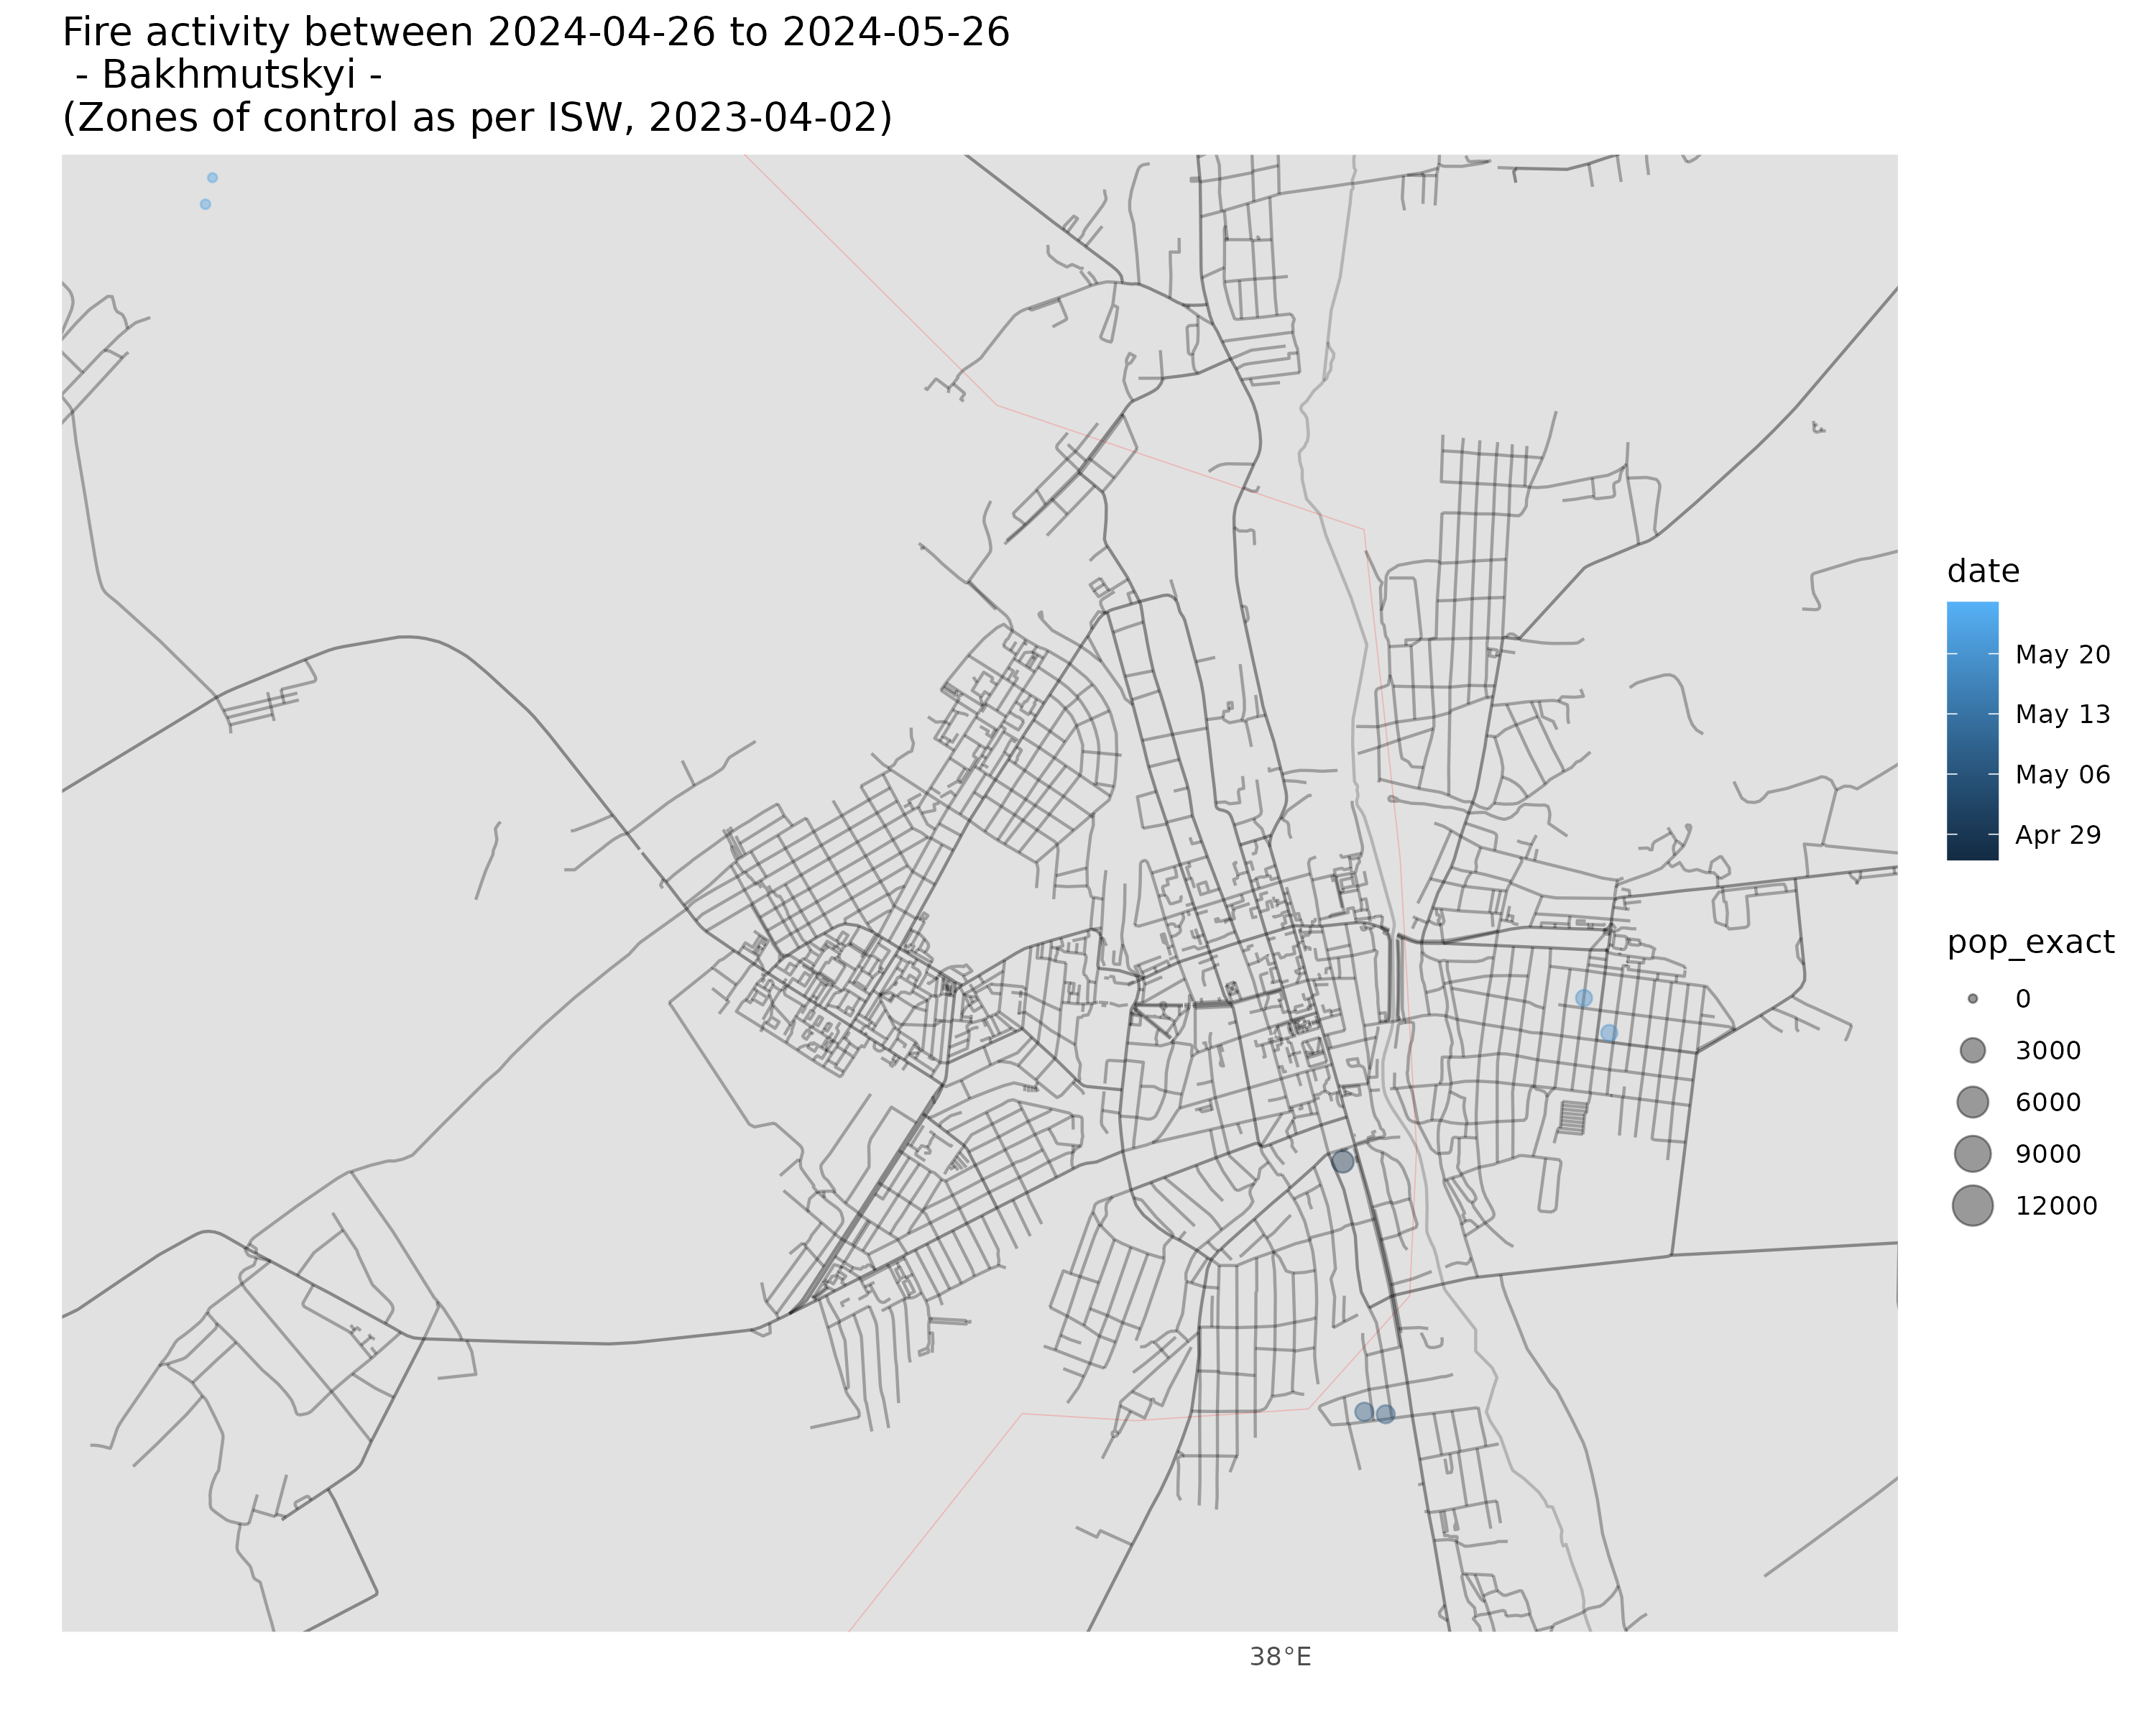 Fire activity between 2024-04-26 to 2024-05-26
- Bakhmutskyi -
(Zones of control as per ISW, 2023-04-02)
date
May 20
May 13
May 06
Apr 29
pop_exact
0
3000
6000
9000
12000
38°E